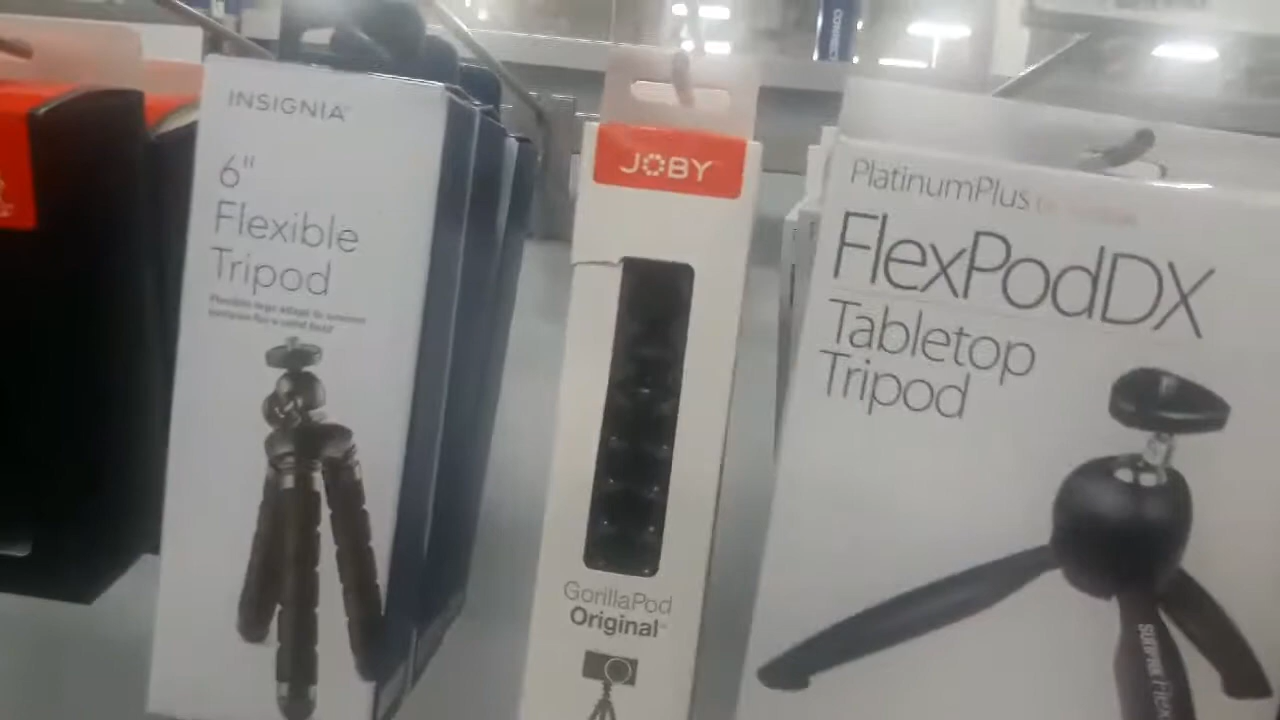 INSIGNIA
6"
Flexible
Tripod
JOBY
GorillaPod
Original
PlatinumPlus
FlexPodDX
Tabletop
Tripod